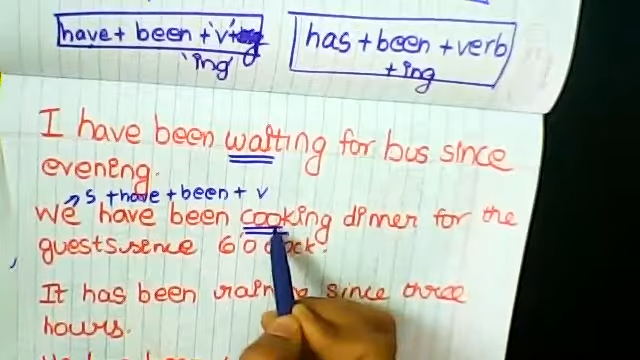 have + been + 'v'+
'ing'
has + been + verb
+ing
I have been waiting for bus since
evening.
s + have + been + v
We have been cooking dinner for the
guests since 6 o'clock.
It has been raining since three
hours.